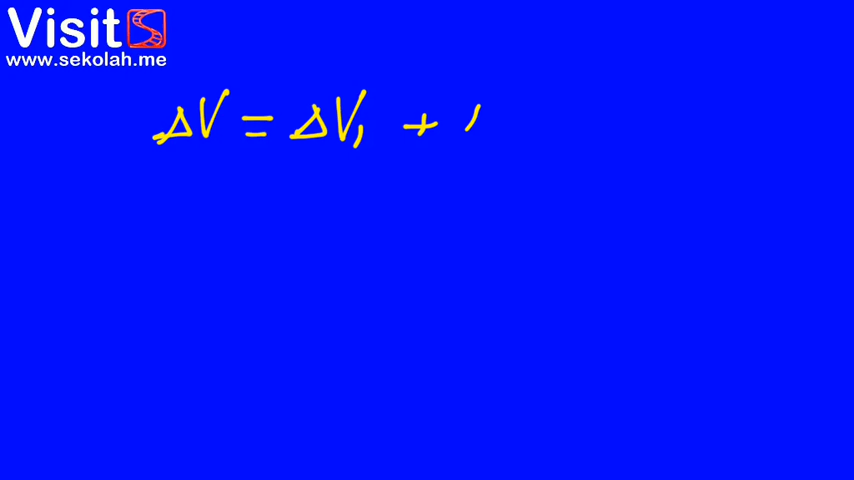 Visit S
www.sekolah.me
ΔV = ΔV₁ +